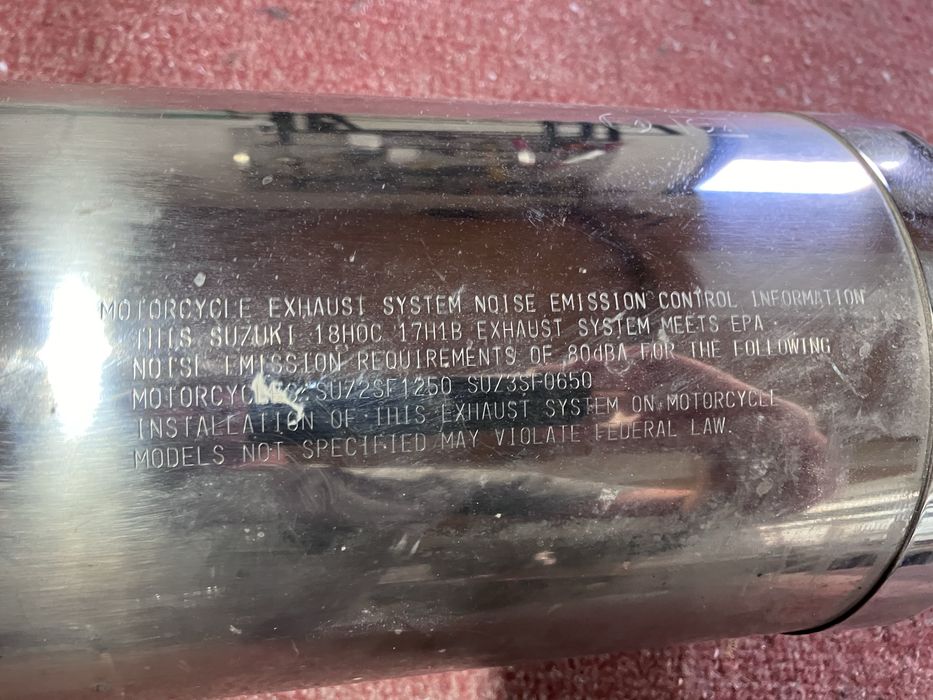 MOTORCYCLE EXHAUST SYSTEM NOISE EMISSION CONTROL INFORMATION
THIS SUZUKI 18H0C 17H1B EXHAUST SYSTEM MEETS EPA
NOISE EMISSION REQUIREMENTS OF 80dBA FOR THE FOLLOWING
MOTORCYCLES: SUZ2SF1250 SUZ3SF0650
INSTALLATION OF THIS EXHAUST SYSTEM ON MOTORCYCLE
MODELS NOT SPECIFIED MAY VIOLATE FEDERAL LAW.